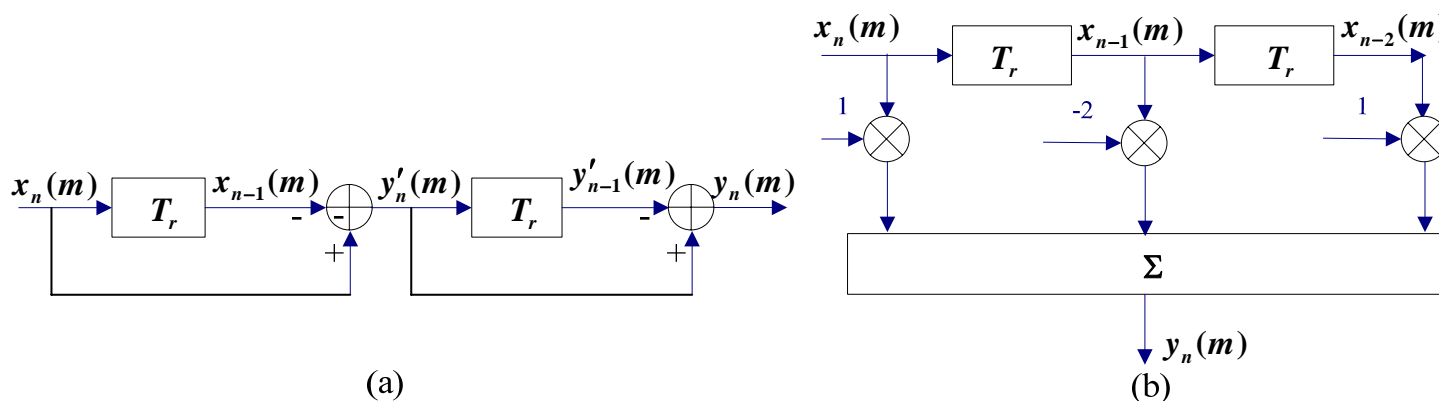 x_n(m) x_{n-1}(m) y'_n(m) y'_{n-1}(m) y_n(m)
T_r T_r
- - -
+ +
(a)
x_n(m) x_{n-1}(m) x_{n-2}(m)
T_r T_r
1 -2 1
Σ
y_n(m)
(b)